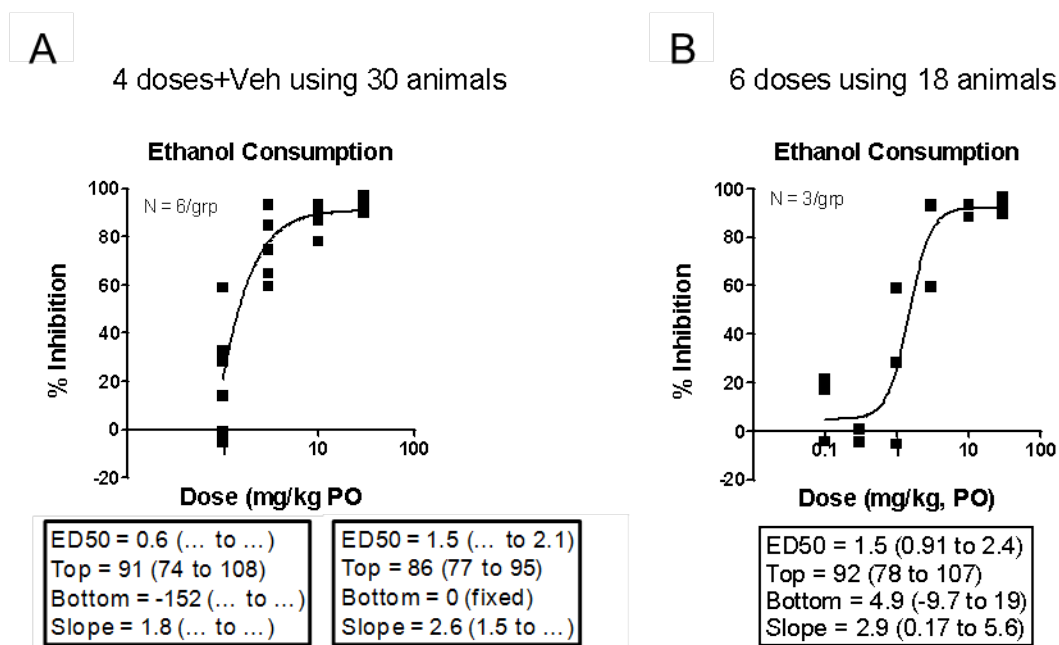 A
4 doses+Veh using 30 animals
Ethanol Consumption
N = 6/grp
% Inhibition
100
80
60
40
20
0
-20
1
10
100
Dose (mg/kg PO
ED50 = 0.6 (... to ...)
Top = 91 (74 to 108)
Bottom = -152 (... to ...)
Slope = 1.8 (... to ...)
ED50 = 1.5 (... to 2.1)
Top = 86 (77 to 95)
Bottom = 0 (fixed)
Slope = 2.6 (1.5 to ...)
B
6 doses using 18 animals
Ethanol Consumption
N = 3/grp
% Inhibition
100
80
60
40
20
0
-20
0.1
1
10
100
Dose (mg/kg, PO)
ED50 = 1.5 (0.91 to 2.4)
Top = 92 (78 to 107)
Bottom = 4.9 (-9.7 to 19)
Slope = 2.9 (0.17 to 5.6)